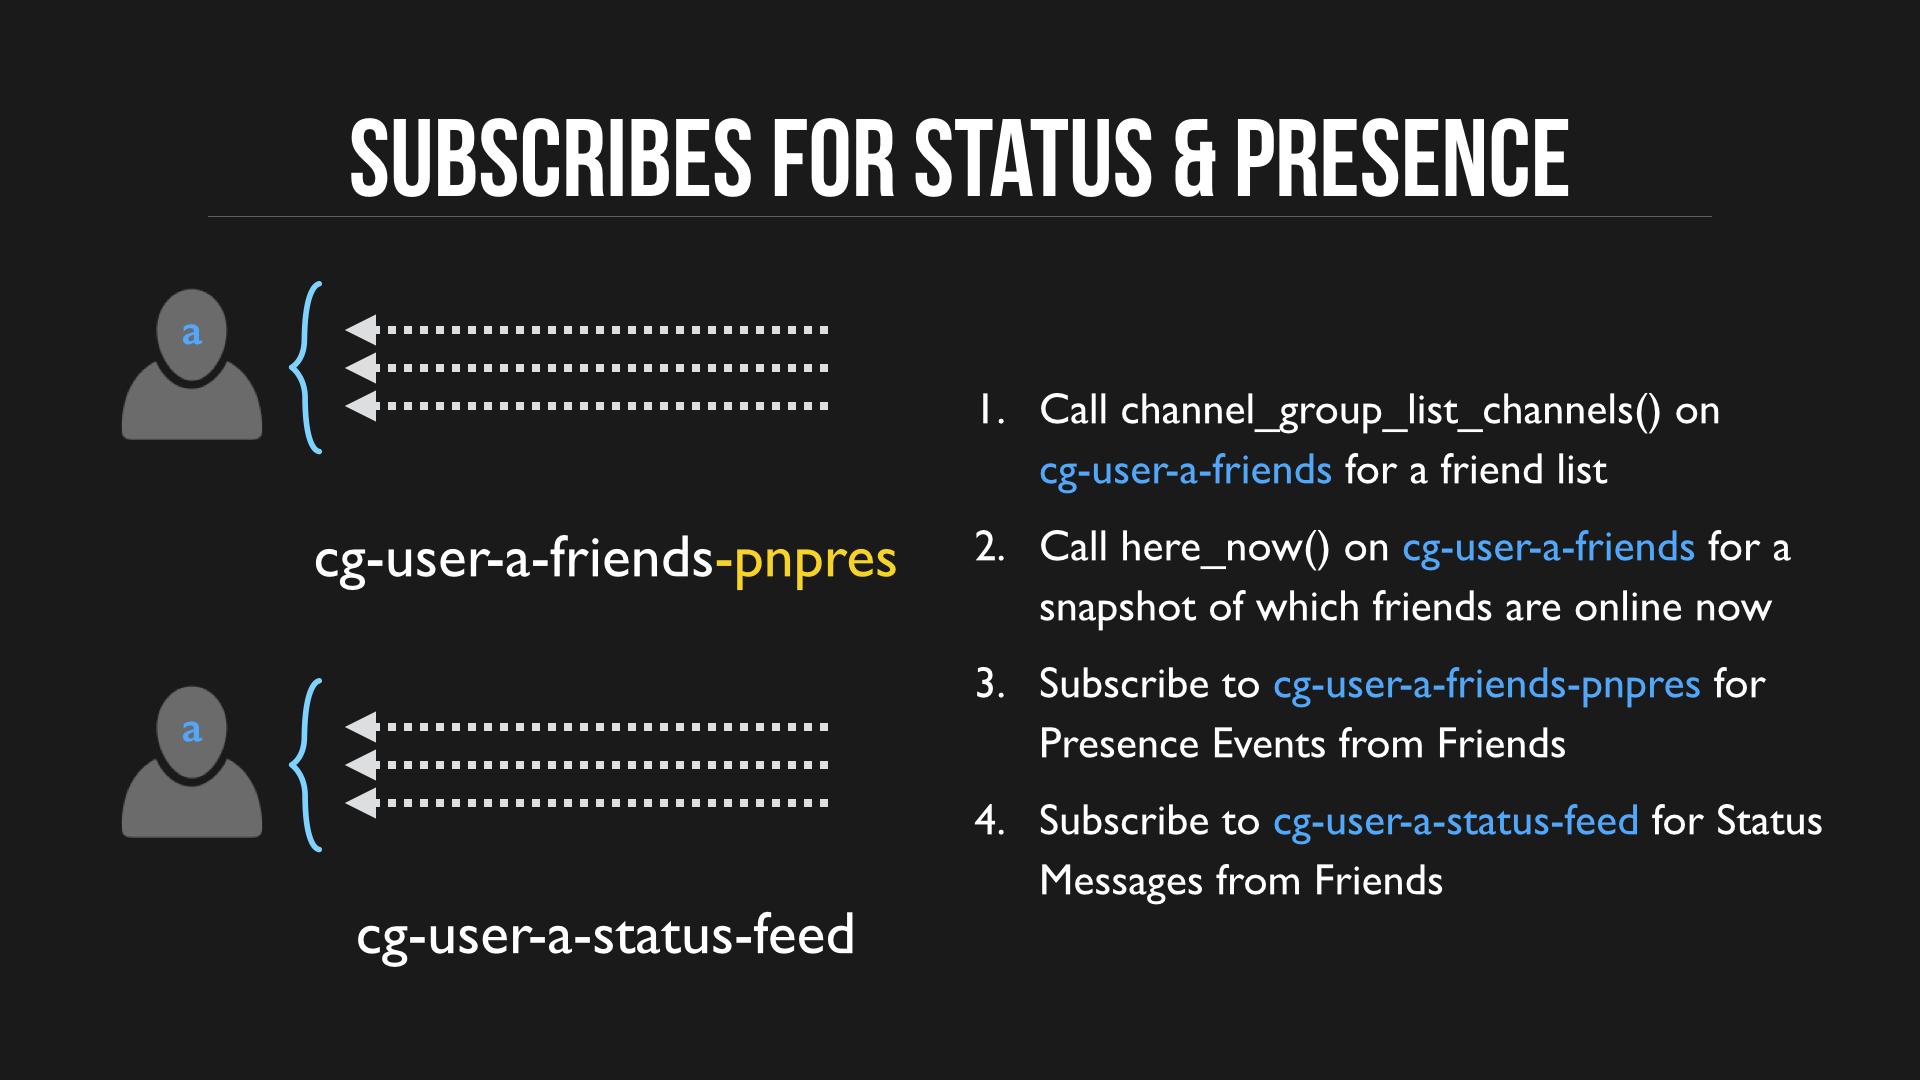 SUBSCRIBES FOR STATUS & PRESENCE
a
cg-user-a-friends-pnpres
a
cg-user-a-status-feed
1. Call channel_group_list_channels() on
cg-user-a-friends for a friend list
2. Call here_now() on cg-user-a-friends for a
snapshot of which friends are online now
3. Subscribe to cg-user-a-friends-pnpres for
Presence Events from Friends
4. Subscribe to cg-user-a-status-feed for Status
Messages from Friends